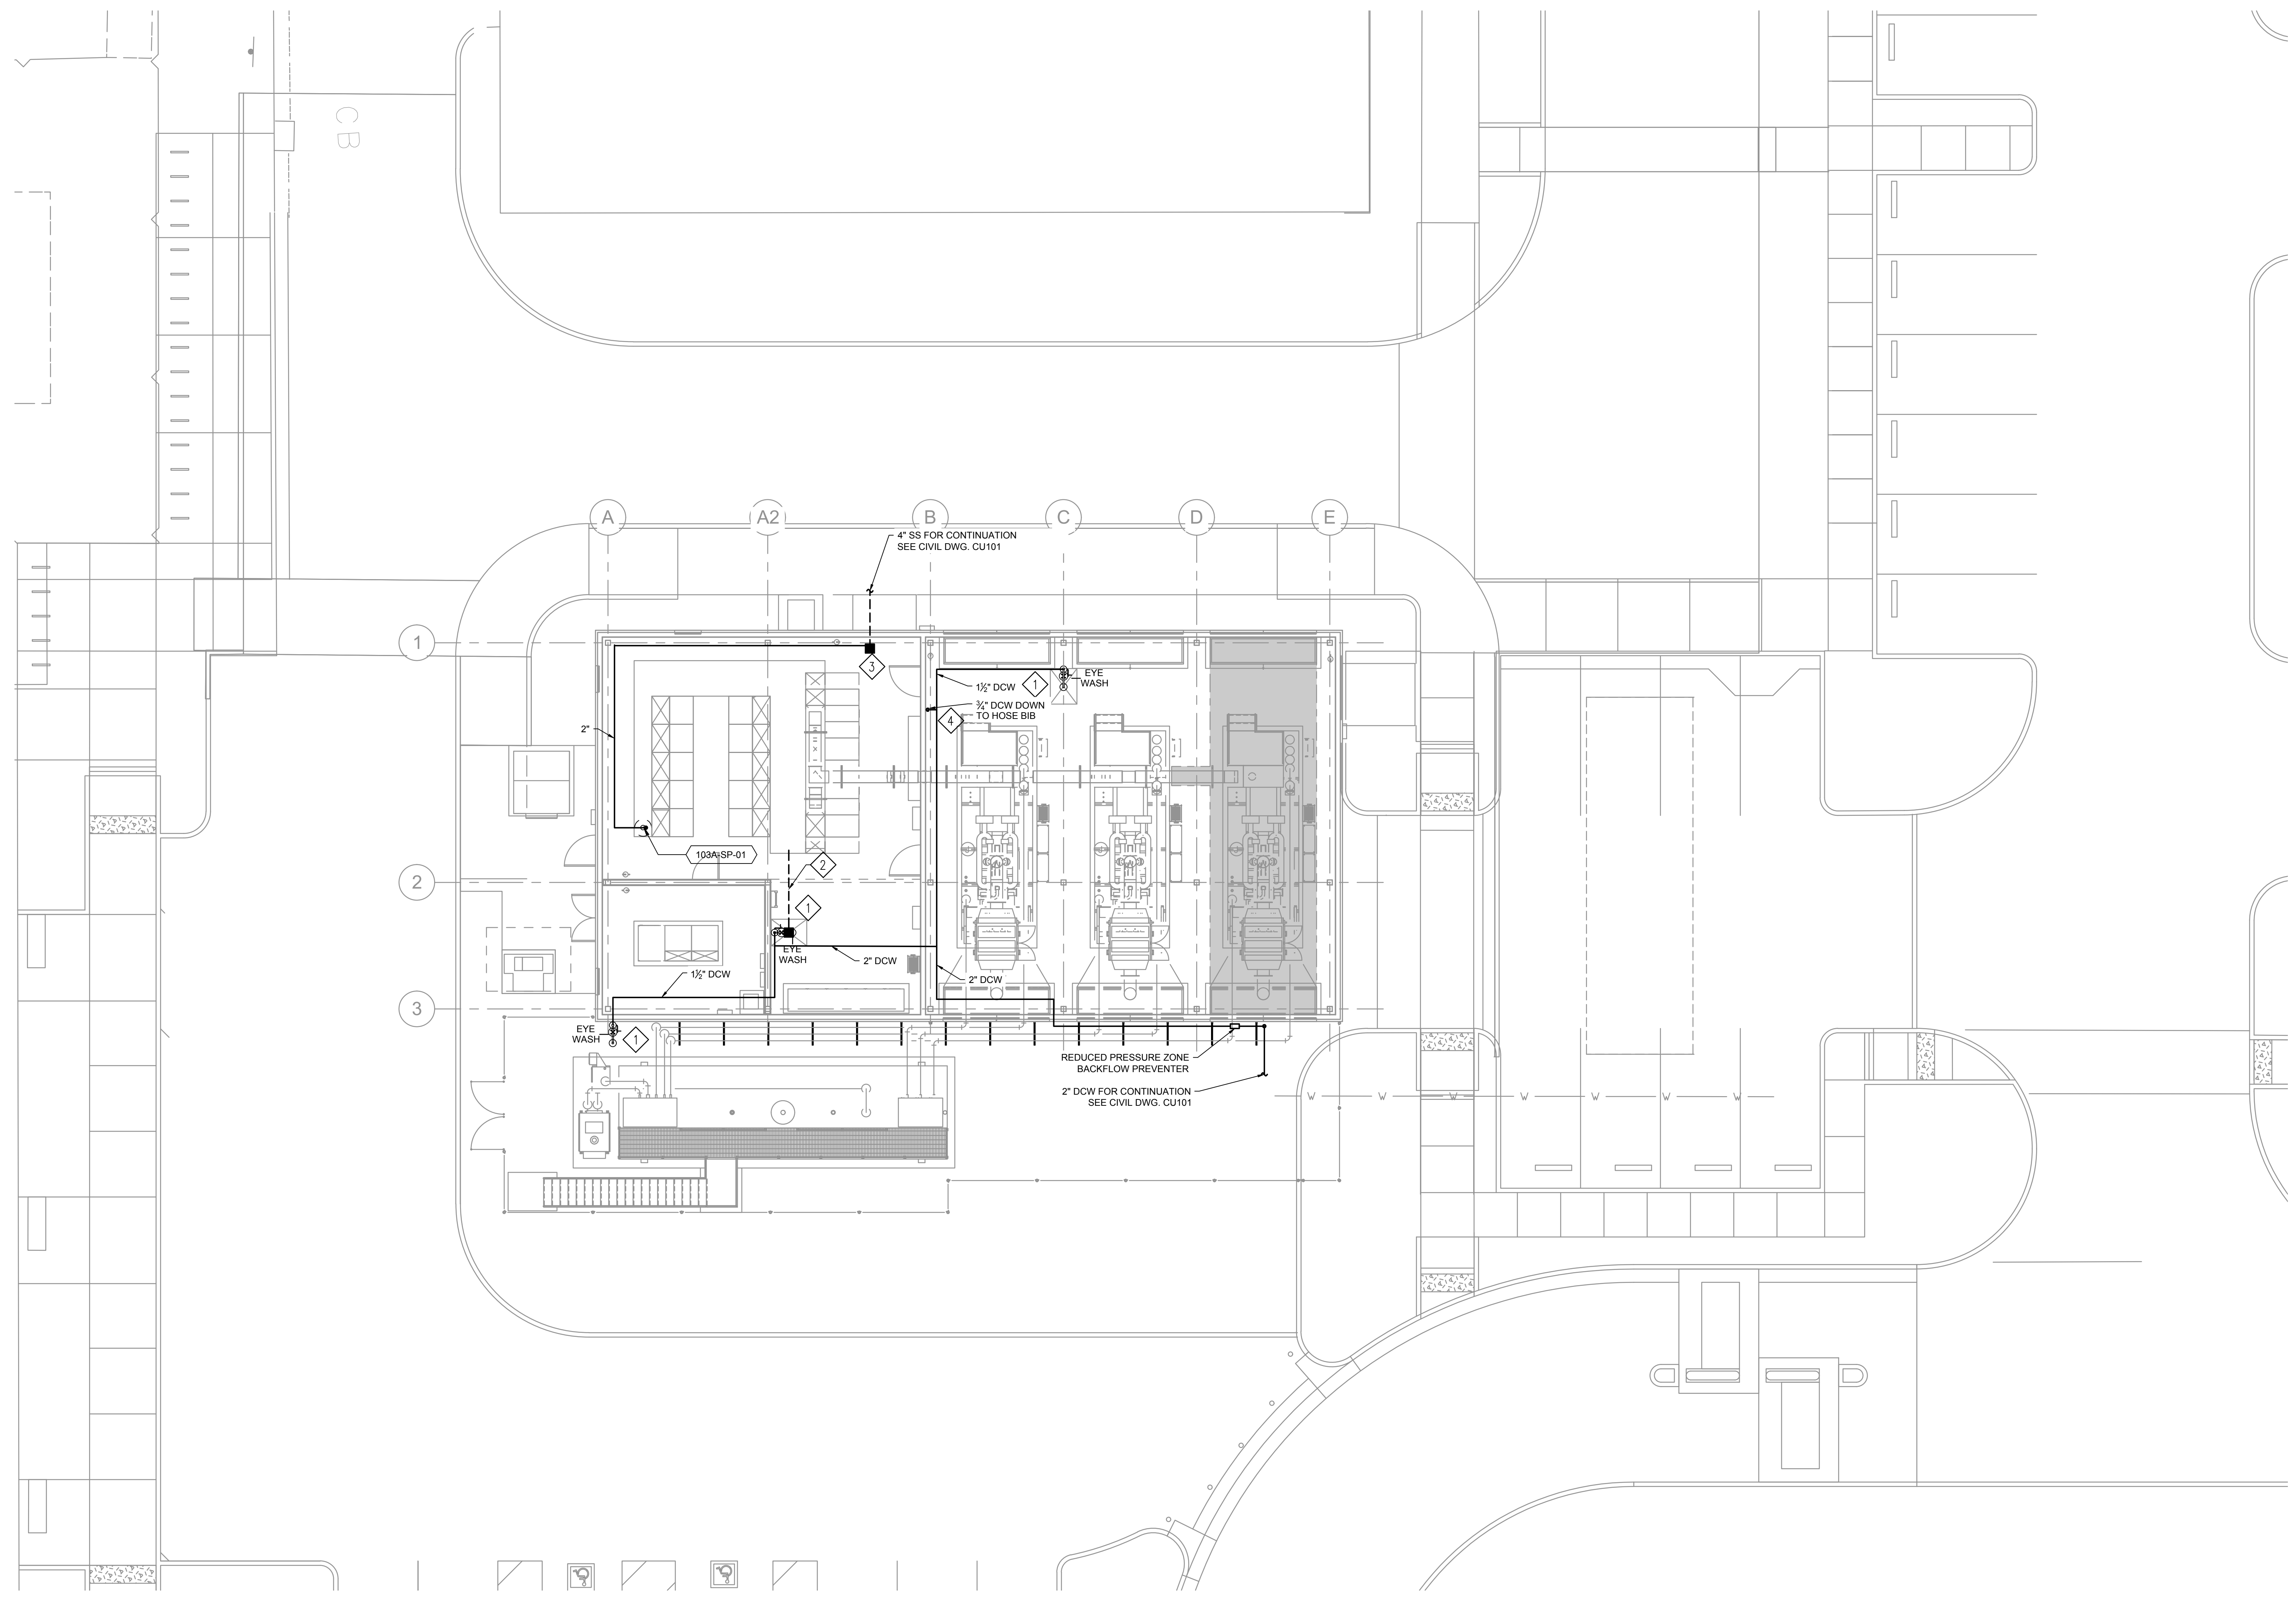 CB
A
A2
B
C
D
E
4" SS FOR CONTINUATION
SEE CIVIL DWG. CU101
1
3
EYE
WASH
1½" DCW
1
¾" DCW DOWN
TO HOSE BIB
4
2"
103A-SP-01
2
2
1
EYE
WASH
2" DCW
1½" DCW
2" DCW
3
EYE
WASH
1
REDUCED PRESSURE ZONE
BACKFLOW PREVENTER
2" DCW FOR CONTINUATION
SEE CIVIL DWG. CU101
W W W W W W W